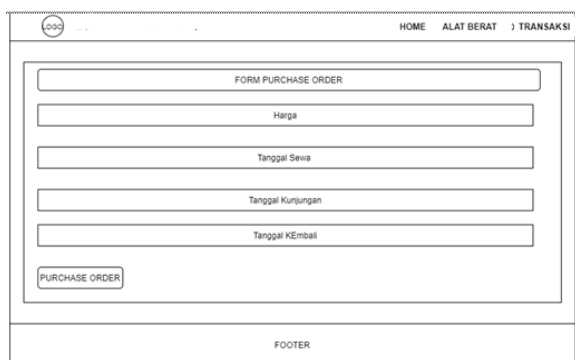 LOGO
HOME ALAT BERAT TRANSAKSI
FORM PURCHASE ORDER
Harga
Tanggal Sewa
Tanggal Kunjungan
Tanggal KEmbali
PURCHASE ORDER
FOOTER